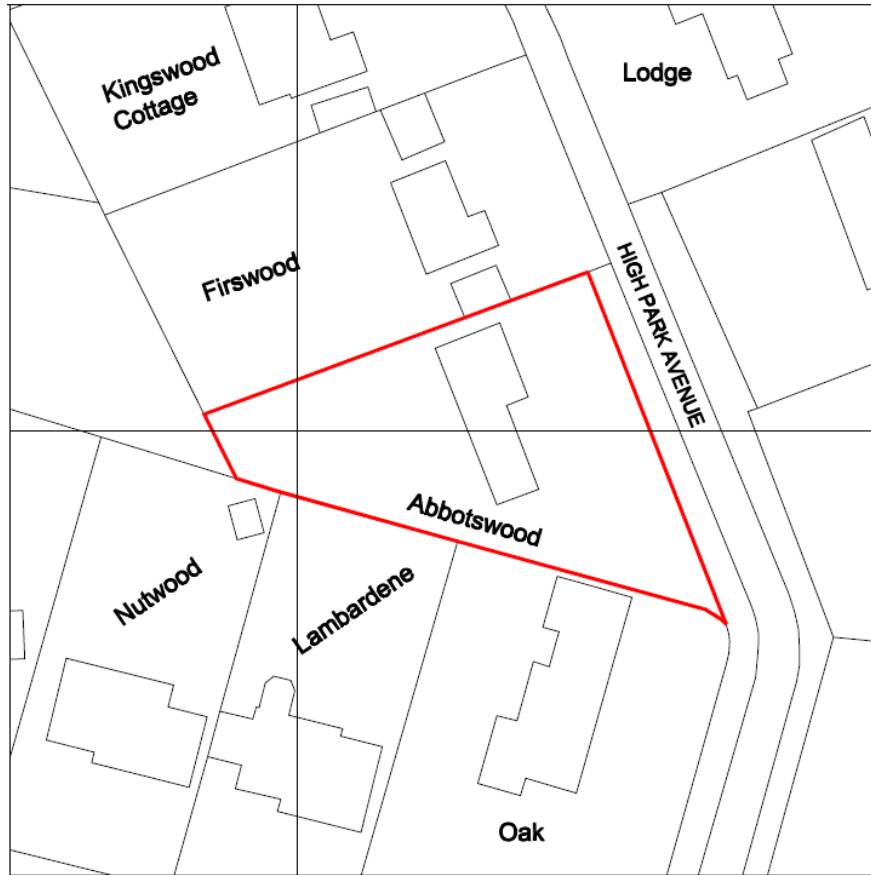 Kingswood
Cottage
Lodge
Firswood
HIGH PARK AVENUE
Abbotswood
Nutwood
Lambardene
Oak